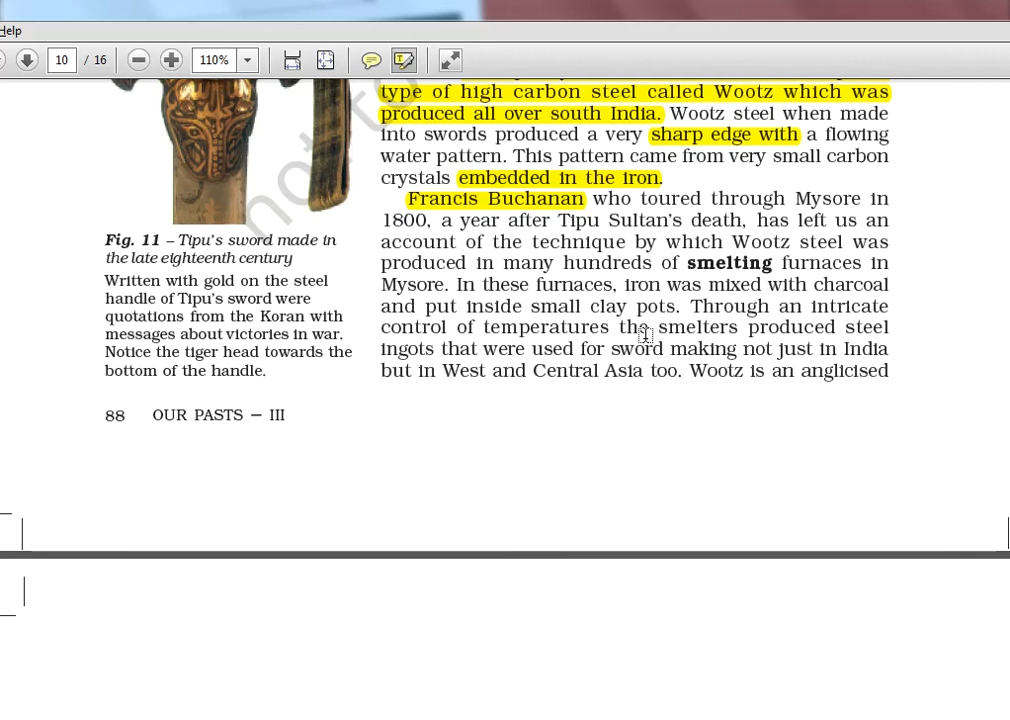 Help
10 / 16
110%
type of high carbon steel called Wootz which was
produced all over south India. Wootz steel when made
into swords produced a very sharp edge with a flowing
water pattern. This pattern came from very small carbon
crystals embedded in the iron.
Francis Buchanan who toured through Mysore in
1800, a year after Tipu Sultan's death, has left us an
account of the technique by which Wootz steel was
produced in many hundreds of smelting furnaces in
Mysore. In these furnaces, iron was mixed with charcoal
and put inside small clay pots. Through an intricate
control of temperatures the smelters produced steel
ingots that were used for sword making not just in India
but in West and Central Asia too. Wootz is an anglicised
not to
Fig. 11 – Tipu's sword made in
the late eighteenth century
Written with gold on the steel
handle of Tipu's sword were
quotations from the Koran with
messages about victories in war.
Notice the tiger head towards the
bottom of the handle.
88 OUR PASTS – III